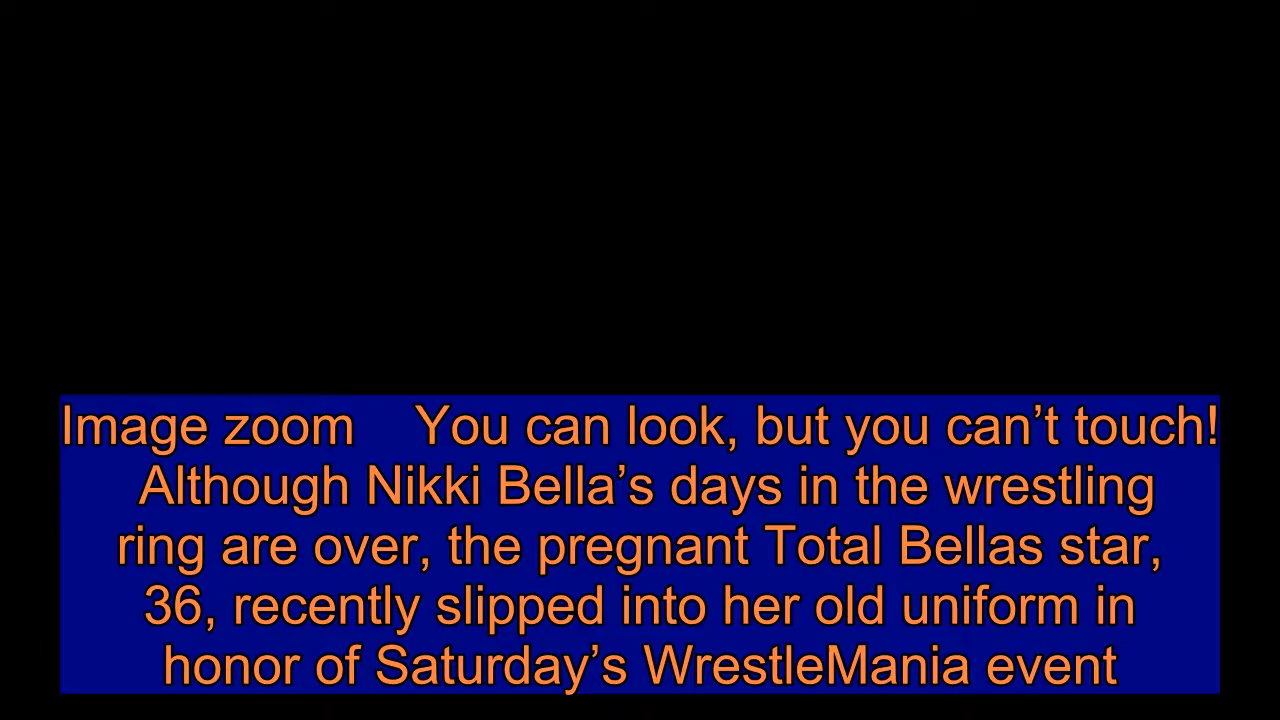 Image zoom    You can look, but you can’t touch!
Although Nikki Bella’s days in the wrestling
ring are over, the pregnant Total Bellas star,
36, recently slipped into her old uniform in
honor of Saturday’s WrestleMania event